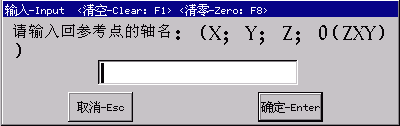 输入-Input <清空-Clear: F1> <清零-Zero: F8>
请输入回参考点的轴名: (X; Y; Z; 0(ZXY)
)
取消-Esc 确定-Enter